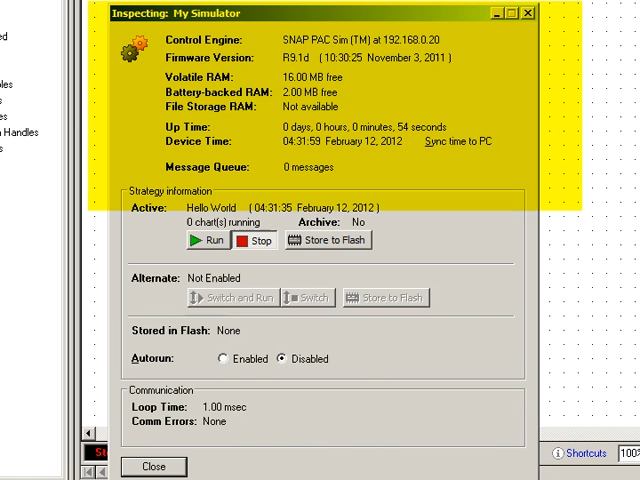 Inspecting: My Simulator
ed
Control Engine: SNAP PAC Sim (TM) at 192.168.0.20
Firmware Version: R9.1d ( 10:30:25 November 3, 2011 )
Volatile RAM: 16.00 MB free
Battery-backed RAM: 2.00 MB free
File Storage RAM: Not available
Up Time: 0 days, 0 hours, 0 minutes, 54 seconds
Handles
Device Time: 04:31:59 February 12, 2012 Sync time to PC
Message Queue: 0 messages
Strategy information
Active: Hello World ( 04:31:35 February 12, 2012 )
0 chart(s) running Archive: No
Run Stop Store to Flash
Alternate: Not Enabled
Switch and Run Switch Store to Flash
Stored in Flash: None
Autorun: Enabled Disabled
Communication
Loop Time: 1.00 msec
Comm Errors: None
Shortcuts 100%
Close